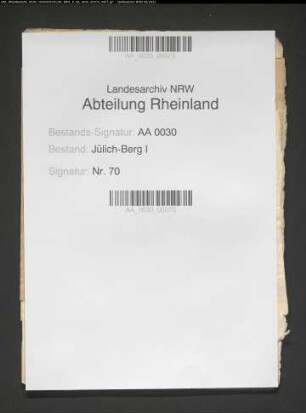 AA_0030_00070
Landesarchiv NRW
Abteilung Rheinland
Bestands-Signatur: AA 0030
Bestand: Jülich-Berg I
Signatur: Nr. 70
AA_0030_00070